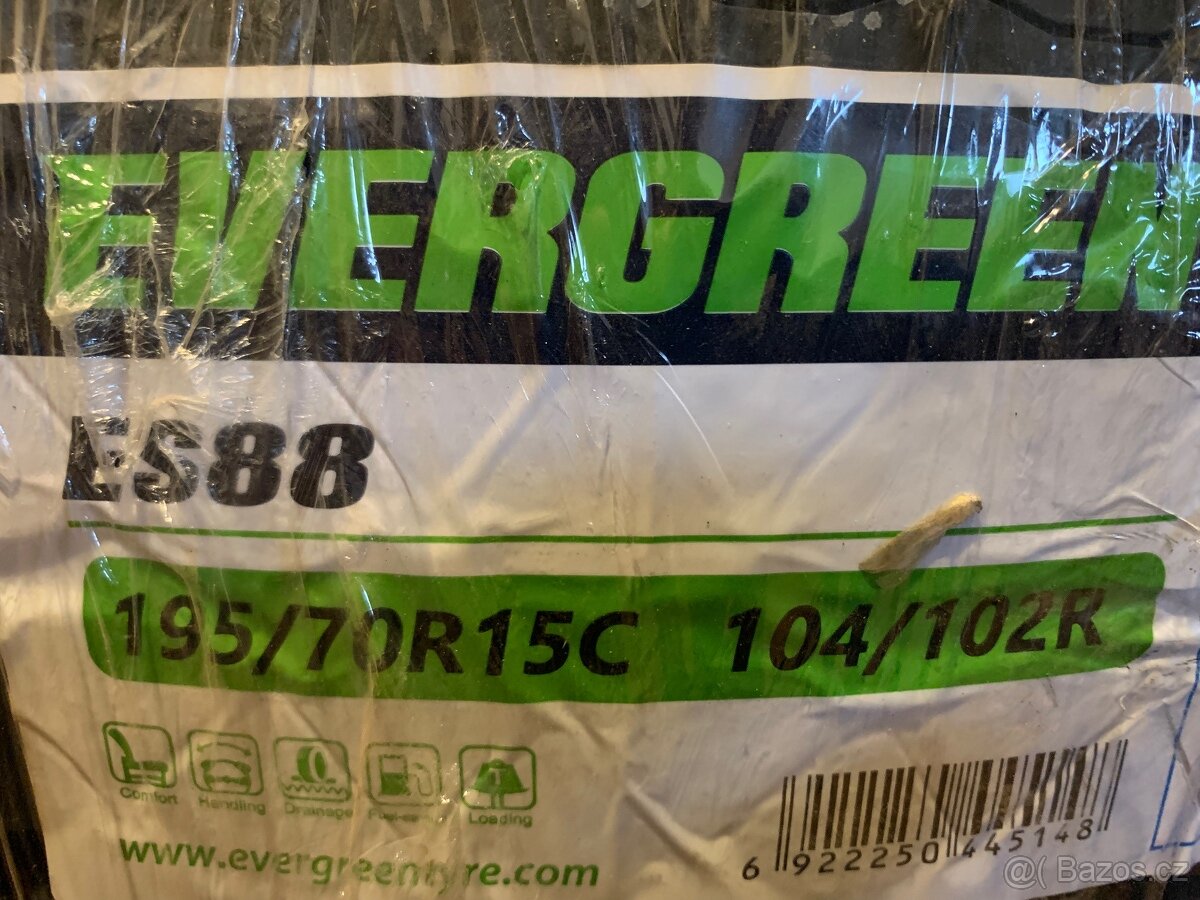 EVERGREEN
ES88
195/70R15C 104/102R
Comfort Handling Drainage Loading
www.evergreentyre.com
6 922250 445148
@( Bazos.cz